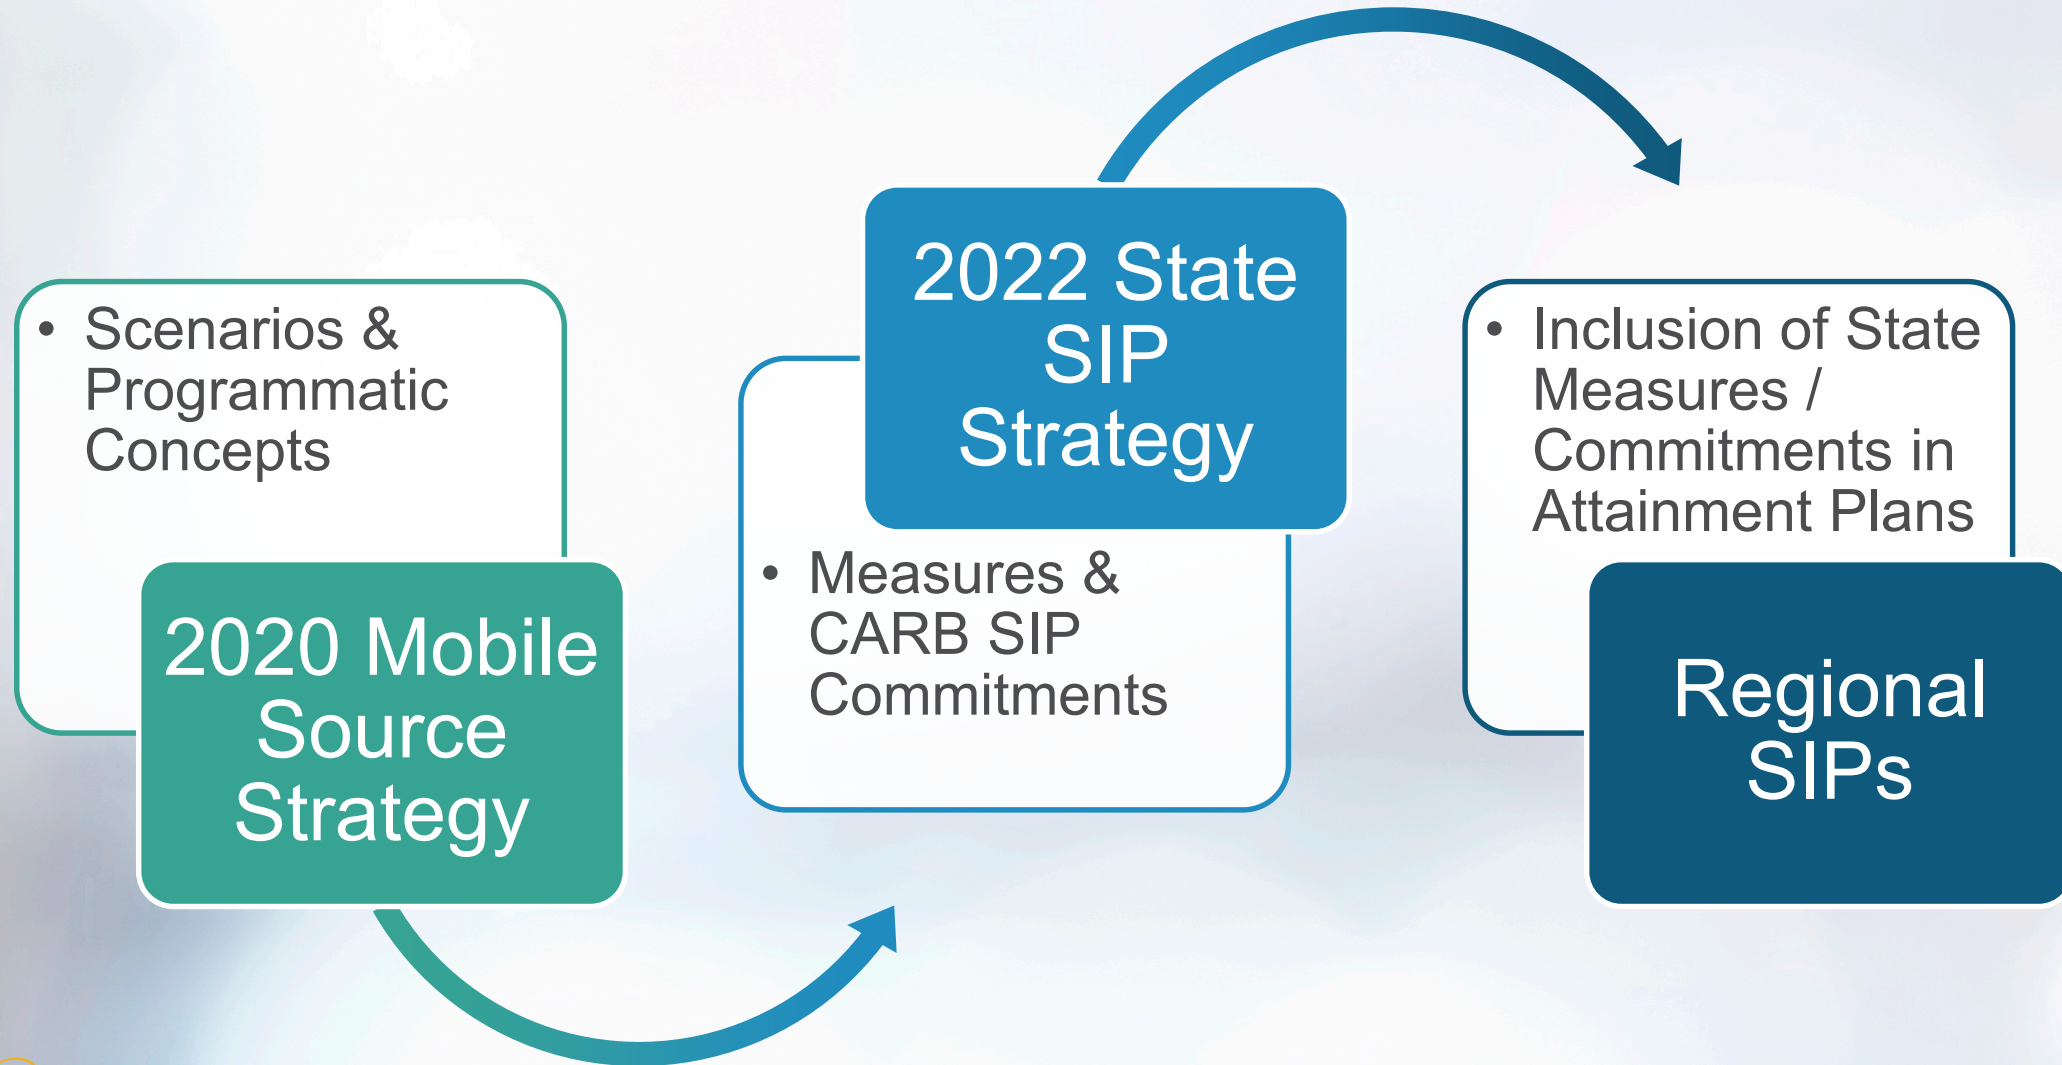 • Scenarios &
Programmatic
Concepts
2020 Mobile
Source
Strategy
2022 State
SIP
Strategy
• Measures &
CARB SIP
Commitments
• Inclusion of State
Measures /
Commitments in
Attainment Plans
Regional
SIPs